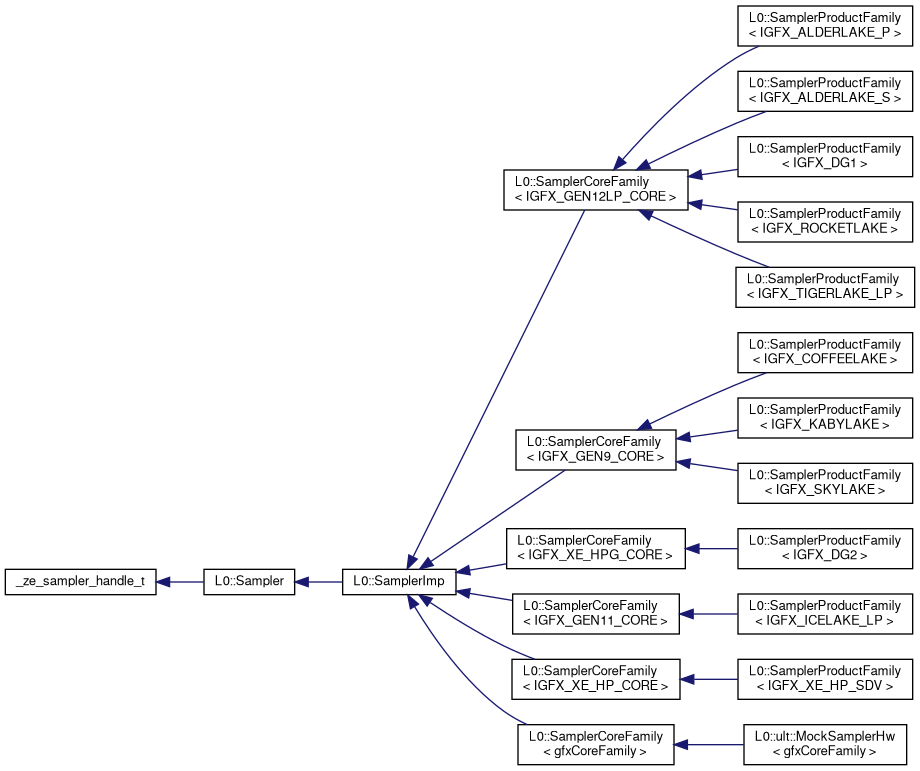 L0::SamplerProductFamily
< IGFX_ALDERLAKE_P >
L0::SamplerProductFamily
< IGFX_ALDERLAKE_S >
L0::SamplerProductFamily
< IGFX_DG1 >
L0::SamplerCoreFamily
< IGFX_GEN12LP_CORE >
L0::SamplerProductFamily
< IGFX_ROCKETLAKE >
L0::SamplerProductFamily
< IGFX_TIGERLAKE_LP >
L0::SamplerProductFamily
< IGFX_COFFEELAKE >
L0::SamplerProductFamily
< IGFX_KABYLAKE >
L0::SamplerCoreFamily
< IGFX_GEN9_CORE >
L0::SamplerProductFamily
< IGFX_SKYLAKE >
L0::SamplerCoreFamily
< IGFX_XE_HPG_CORE >
L0::SamplerProductFamily
< IGFX_DG2 >
_ze_sampler_handle_t
L0::Sampler
L0::SamplerImp
L0::SamplerCoreFamily
< IGFX_GEN11_CORE >
L0::SamplerProductFamily
< IGFX_ICELAKE_LP >
L0::SamplerCoreFamily
< IGFX_XE_HP_CORE >
L0::SamplerProductFamily
< IGFX_XE_HP_SDV >
L0::SamplerCoreFamily
< gfxCoreFamily >
L0::ult::MockSamplerHw
< gfxCoreFamily >